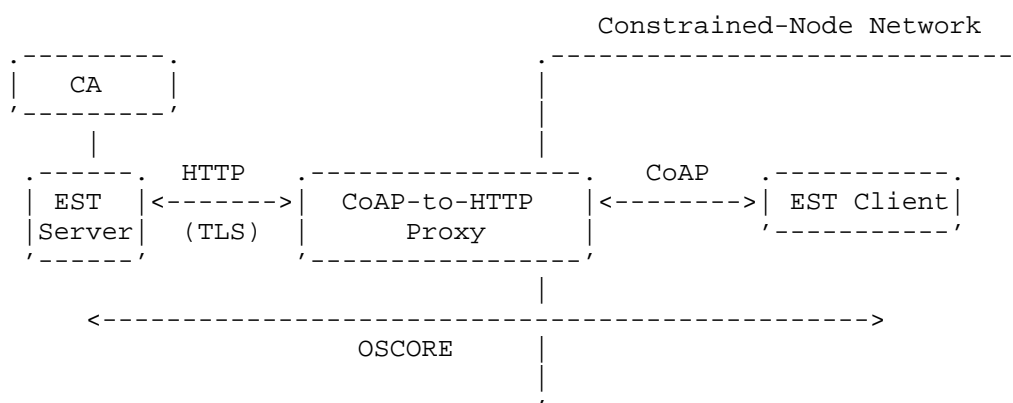 Constrained-Node Network
CA
HTTP CoAP
EST CoAP-to-HTTP EST Client
Server (TLS) Proxy
OSCORE